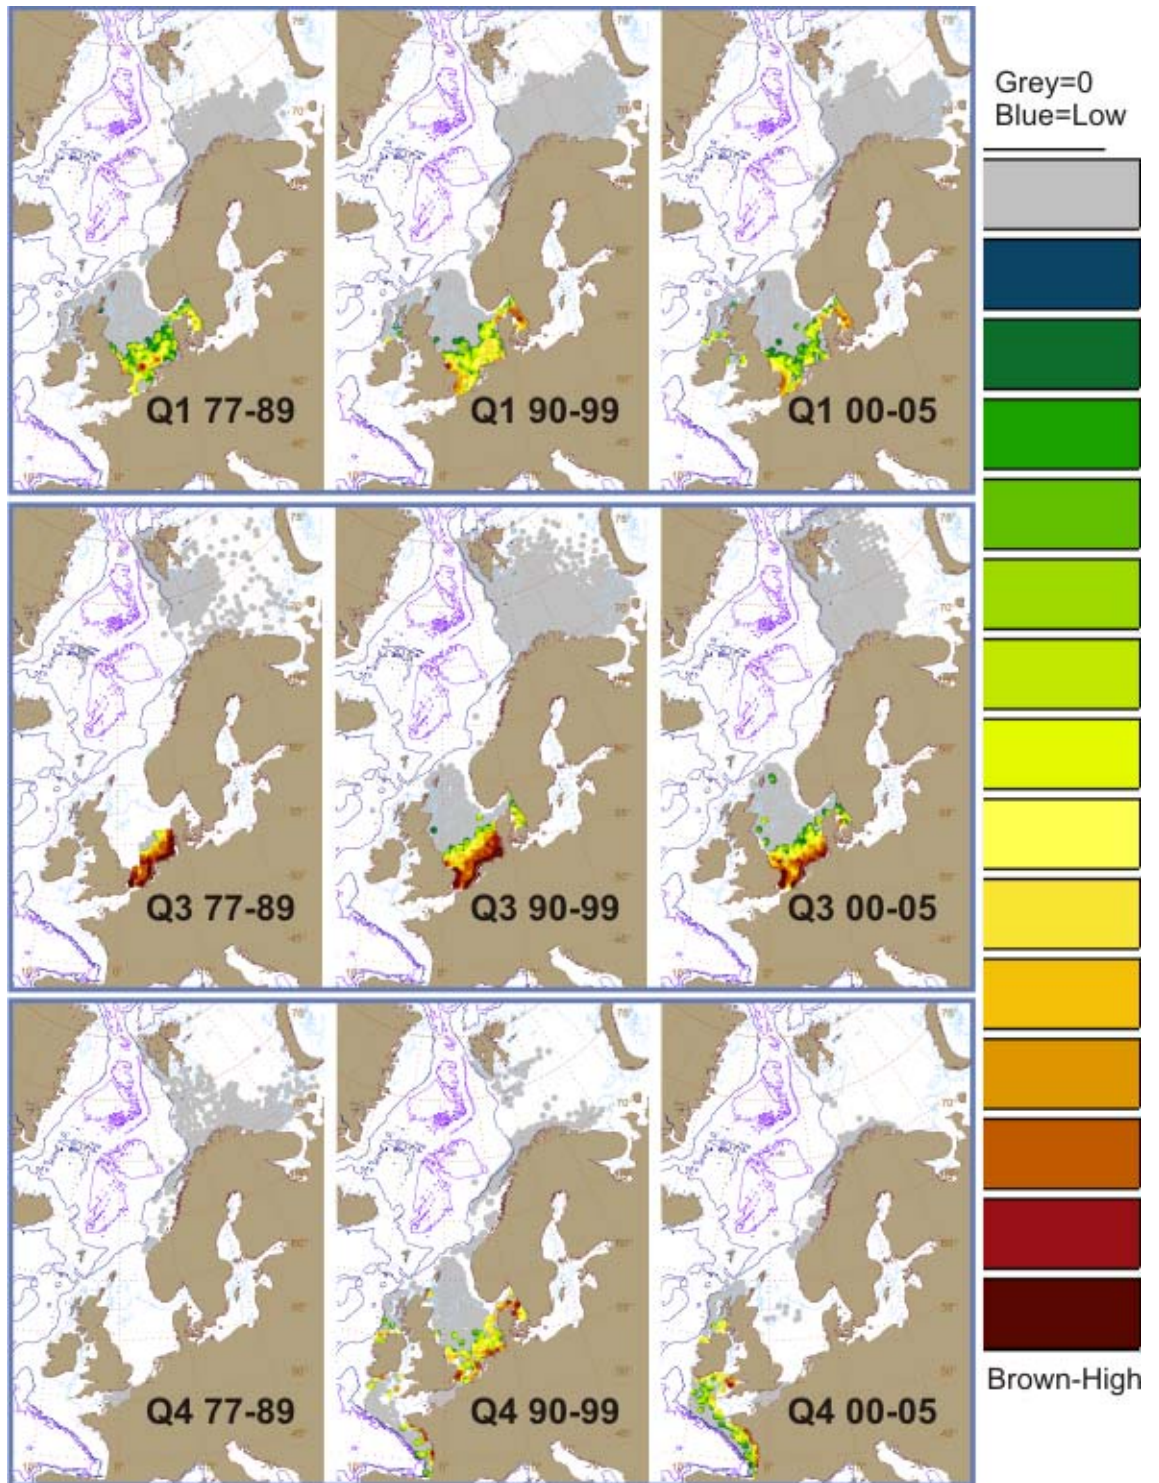 Grey=0
Blue=Low
Q1 77-89
Q1 90-99
Q1 00-05
Q3 77-89
Q3 90-99
Q3 00-05
Q4 77-89
Q4 90-99
Q4 00-05
Brown-High